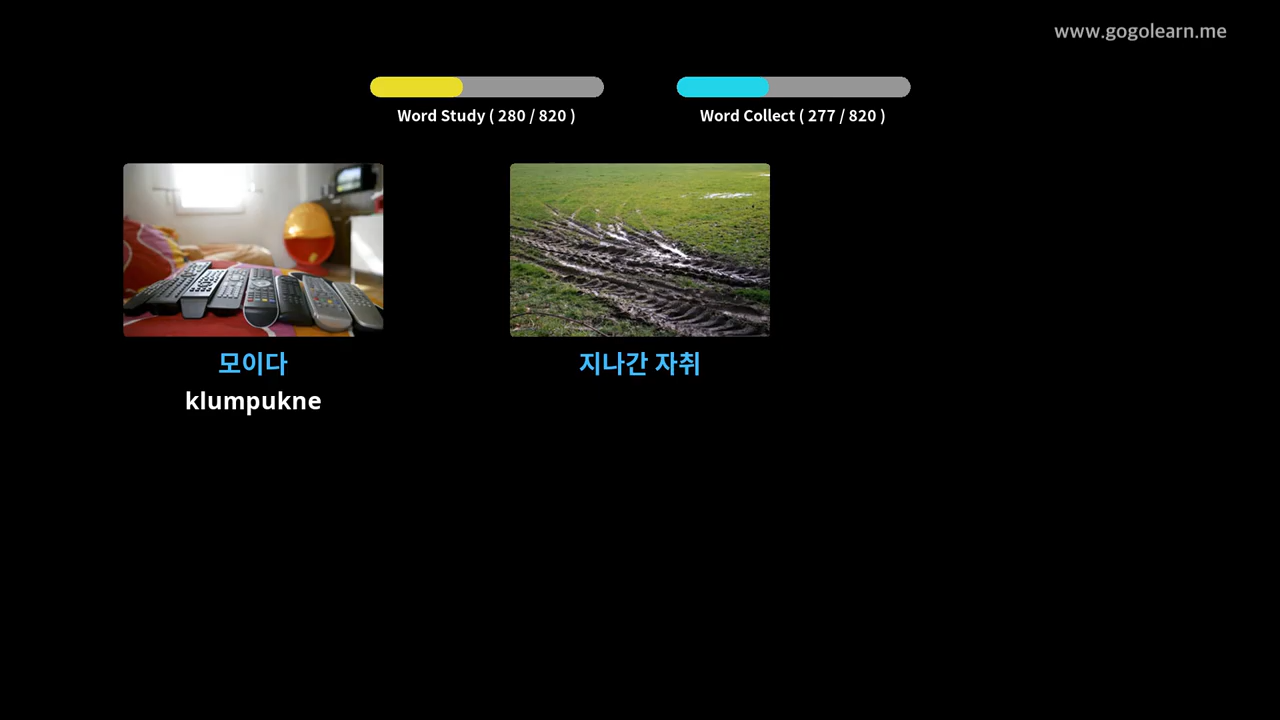 www.gogolearn.me
Word Study ( 280 / 820 )
Word Collect ( 277 / 820 )
모이다
klumpukne
지나간 자취